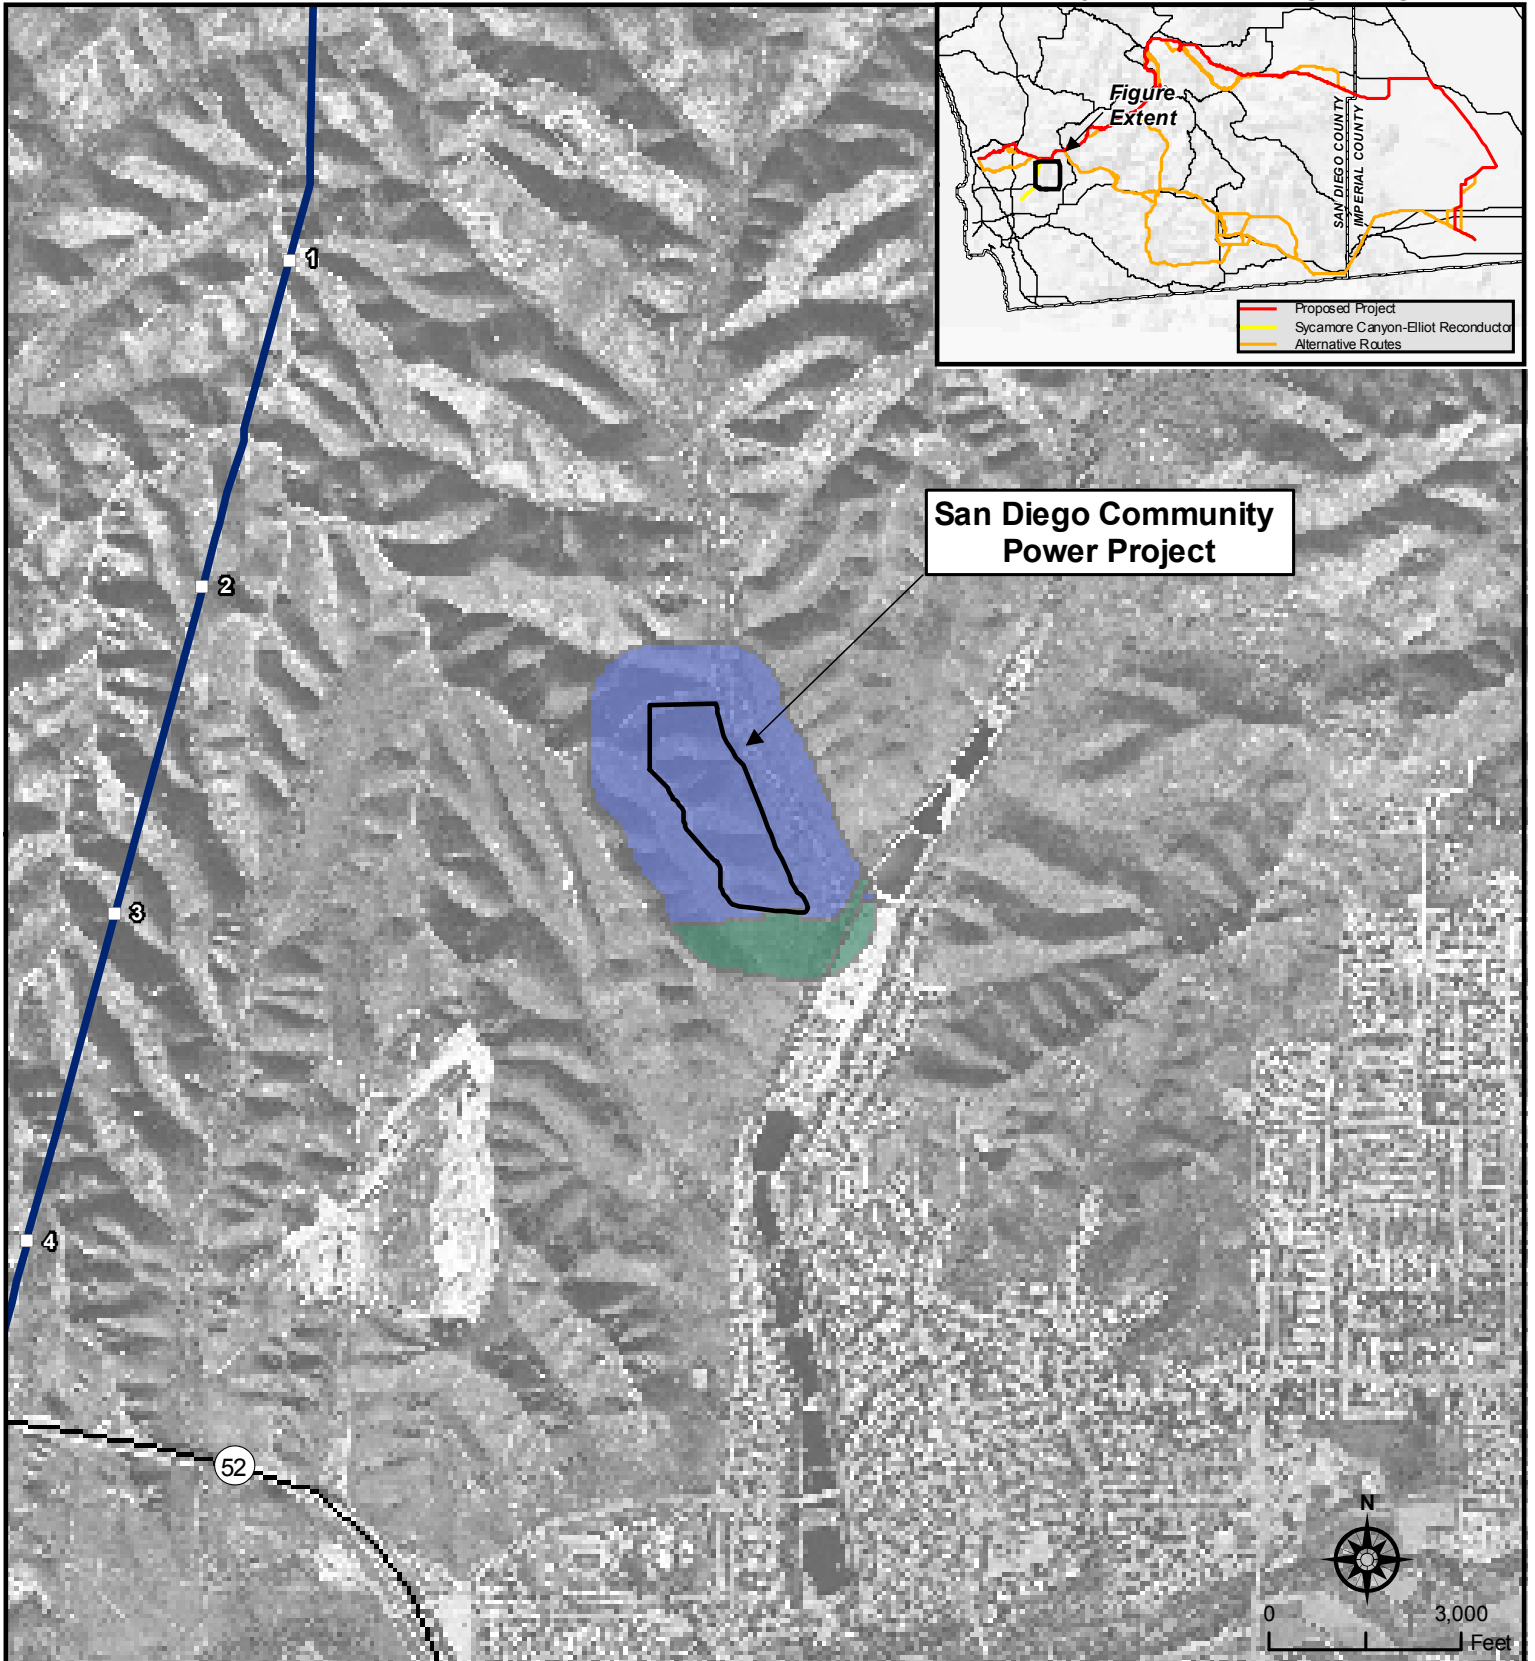 Figure
Extent
SAN DIEGO COUNTY
IMPERIAL COUNTY
Proposed Project
Sycamore Canyon-Elliot Reconductor
Alternative Routes
1
San Diego Community
Power Project
2
3
4
52
N
0 3,000
Feet